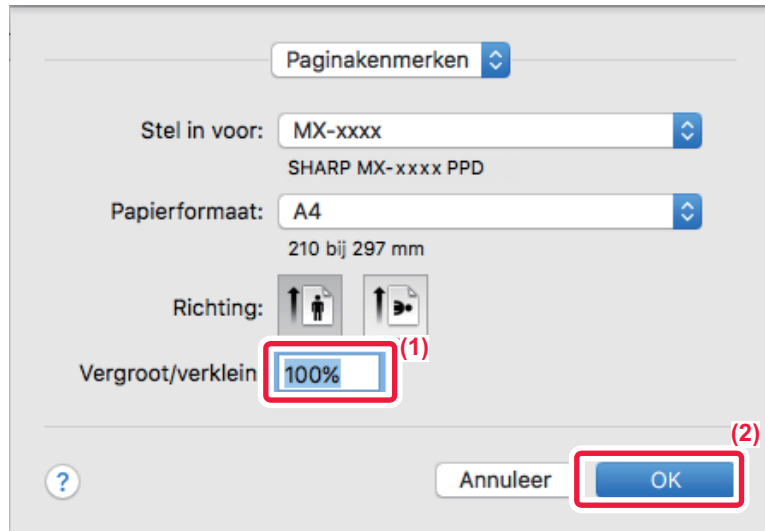 Paginakenmerken
Stel in voor: MX-xxxx
SHARP MX-xxxx PPD
Papierformaat: A4
210 bij 297 mm
Richting:
(1)
Vergroot/verklein 100%
(2)
? Annuleer OK